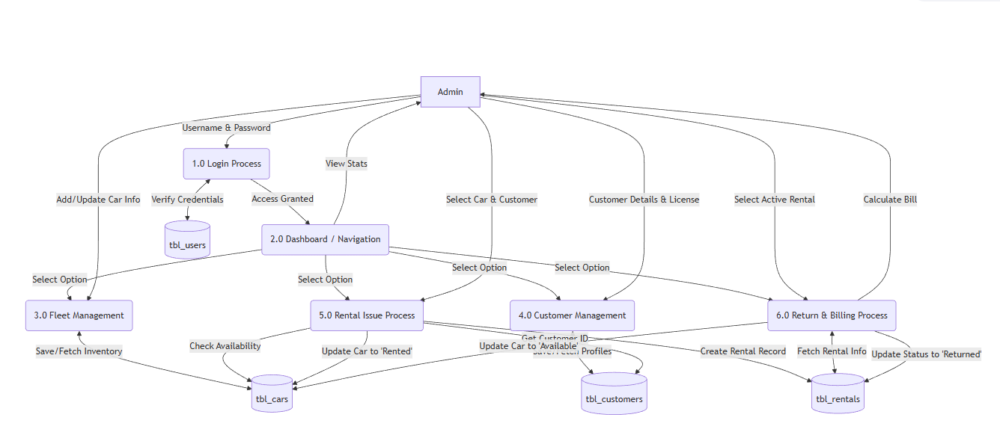 Admin
Username & Password
1.0 Login Process
View Stats
Add/Update Car Info
Verify Credentials
Access Granted
Select Car & Customer
Customer Details & License
Select Active Rental
Calculate Bill
tbl_users
2.0 Dashboard / Navigation
Select Option
Select Option
Select Option
Select Option
3.0 Fleet Management
5.0 Rental Issue Process
4.0 Customer Management
6.0 Return & Billing Process
Get Customer ID
Save/Fetch Inventory
Check Availability
Update Car to 'Rented'
Update Car to 'Available'
Save/Fetch Profiles
Create Rental Record
Fetch Rental Info
Update Status to 'Returned'
tbl_cars
tbl_customers
tbl_rentals